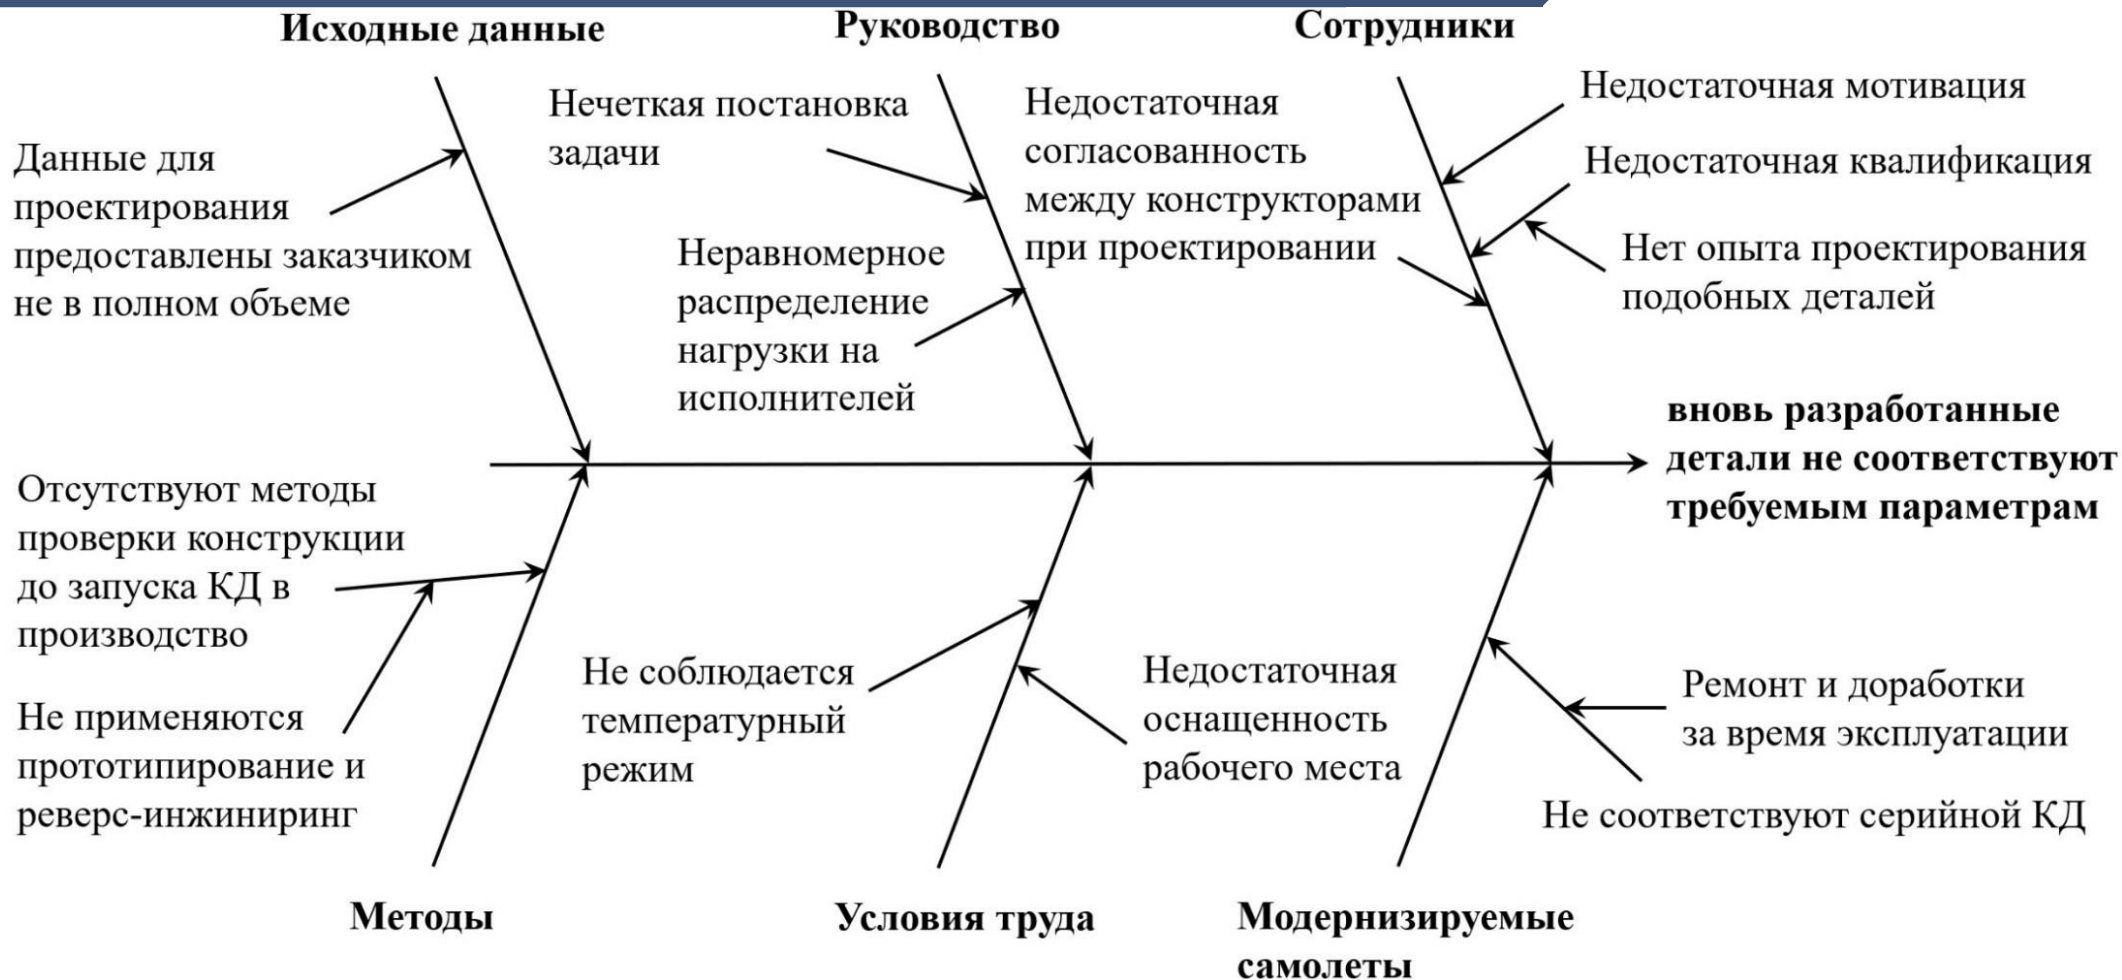 Исходные данные
Руководство
Сотрудники
Данные для
проектирования
предоставлены заказчиком
не в полном объеме
Нечеткая постановка
задачи
Неравномерное
распределение
нагрузки на
исполнителей
Недостаточная
согласованность
между конструкторами
при проектировании
Недостаточная мотивация
Недостаточная квалификация
Нет опыта проектирования
подобных деталей
вновь разработанные
детали не соответствуют
требуемым параметрам
Отсутствуют методы
проверки конструкции
до запуска КД в
производство
Не применяются
прототипирование и
реверс-инжиниринг
Не соблюдается
температурный
режим
Недостаточная
оснащенность
рабочего места
Ремонт и доработки
за время эксплуатации
Не соответствуют серийной КД
Методы
Условия труда
Модернизируемые
самолеты